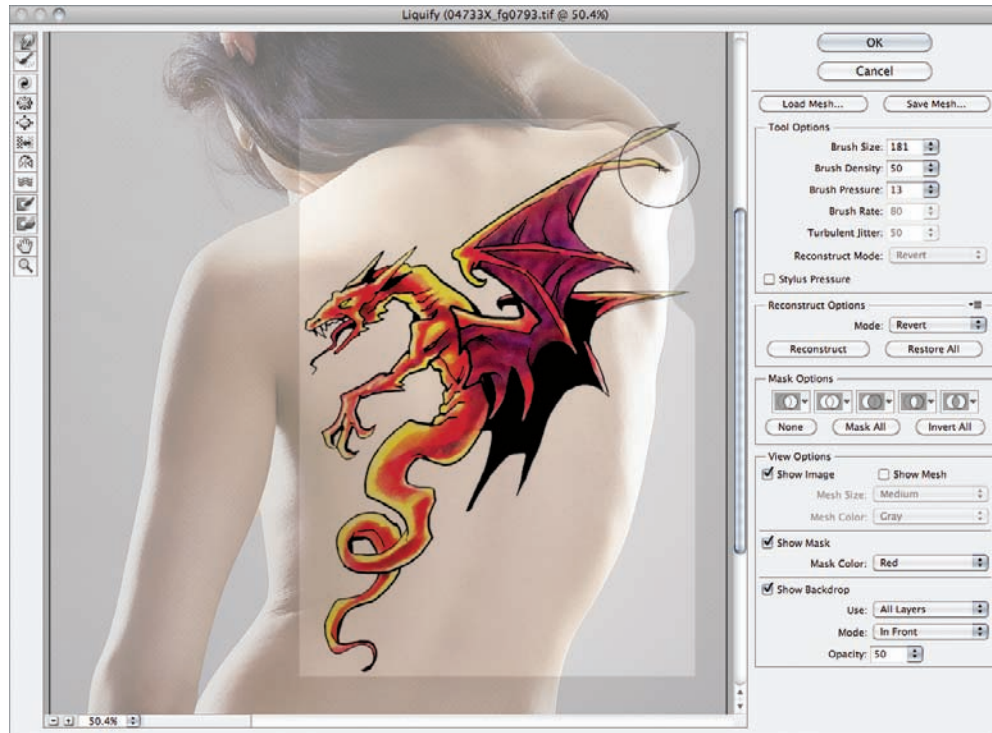 Liquify (04733X_fg0793.tif @ 50.4%)
OK
Cancel
Load Mesh... Save Mesh...
Tool Options
Brush Size: 181
Brush Density: 50
Brush Pressure: 13
Brush Rate: 80
Turbulent Jitter: 50
Reconstruct Mode: Revert
Stylus Pressure
Reconstruct Options
Mode: Revert
Reconstruct Restore All
Mask Options
None Mask All Invert All
View Options
Show Image Show Mesh
Mesh Size: Medium
Mesh Color: Gray
Show Mask
Mask Color: Red
Show Backdrop
Use: All Layers
Mode: In Front
Opacity: 50
50.4%